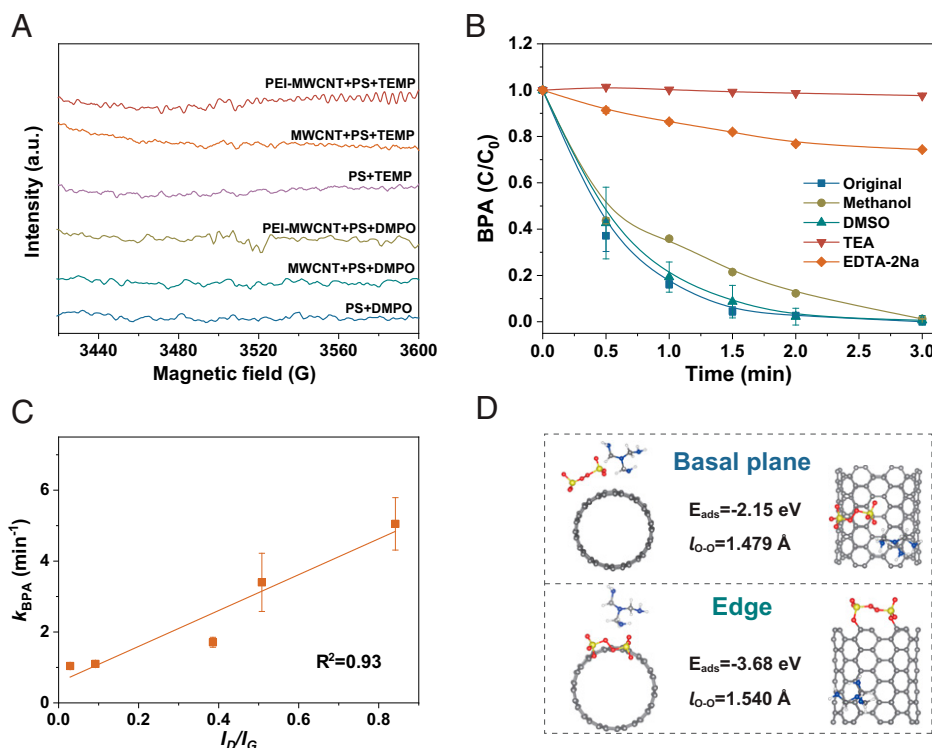 A
Intensity (a.u.)
PEI-MWCNT+PS+TEMP
MWCNT+PS+TEMP
PS+TEMP
PEI-MWCNT+PS+DMPO
MWCNT+PS+DMPO
PS+DMPO
3440 3480 3520 3560 3600
Magnetic field (G)
B
BPA (C/C0)
1.2
1.0
0.8
0.6
0.4
0.2
0.0
Original
Methanol
DMSO
TEA
EDTA-2Na
0.0 0.5 1.0 1.5 2.0 2.5 3.0
Time (min)
C
kBPA (min-1)
6
4
2
0
R2=0.93
0.0 0.2 0.4 0.6 0.8
ID/IG
D
Basal plane
Eads=-2.15 eV
lO-O=1.479 Å
Edge
Eads=-3.68 eV
lO-O=1.540 Å